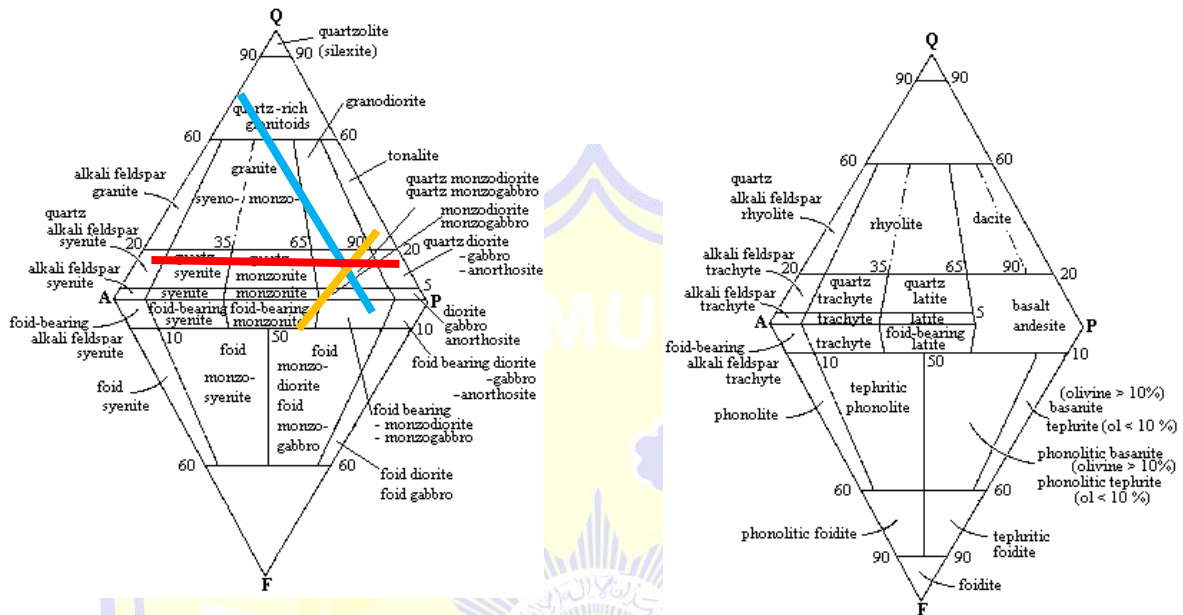 Q
quartzolite
(silexite)
90
90
granodiorite
quartz-rich
granitoids
60
60
tonalite
granite
alkali feldspar
granite
syeno-
monzo-
quartz monzodiorite
quartz monzogabbro
monzodiorite
monzogabbro
quartz
alkali feldspar
syenite
20
35
65
90
20
quartz diorite
- gabbro
- anorthosite
quartz
syenite
quartz
monzonite
alkali feldspar
syenite
5
syenite
monzonite
A
P
diorite
gabbro
anorthosite
foid-bearing
alkali feldspar
syenite
foid-bearing
syenite
foid-bearing
monzonite
10
50
10
foid bearing diorite
-gabbro
-anorthosite
foid
syenite
foid
monzo-
syenite
foid
monzo-
diorite
foid
monzo-
gabbro
foid bearing
- monzodiorite
- monzogabbro
60
60
foid diorite
foid gabbro
F
Q
90
90
60
60
quartz
alkali feldspar
rhyolite
rhyolite
dacite
alkali feldspar
trachyte
20
35
65
90
20
quartz
trachyte
quartz
latite
basalt
andesite
alkali feldspar
trachyte
5
trachyte
latite
A
P
foid-bearing
alkali feldspar
trachyte
trachyte
foid-bearing
latite
10
50
10
phonolite
tephritic
phonolite
(olivine > 10%)
basanite
tephrite (ol < 10 %)
phonolitic basanite
(olivine > 10%)
phonolitic tephrite
(ol < 10 %)
60
60
phonolitic foidite
tephritic
foidite
90
90
foidite
F
MU